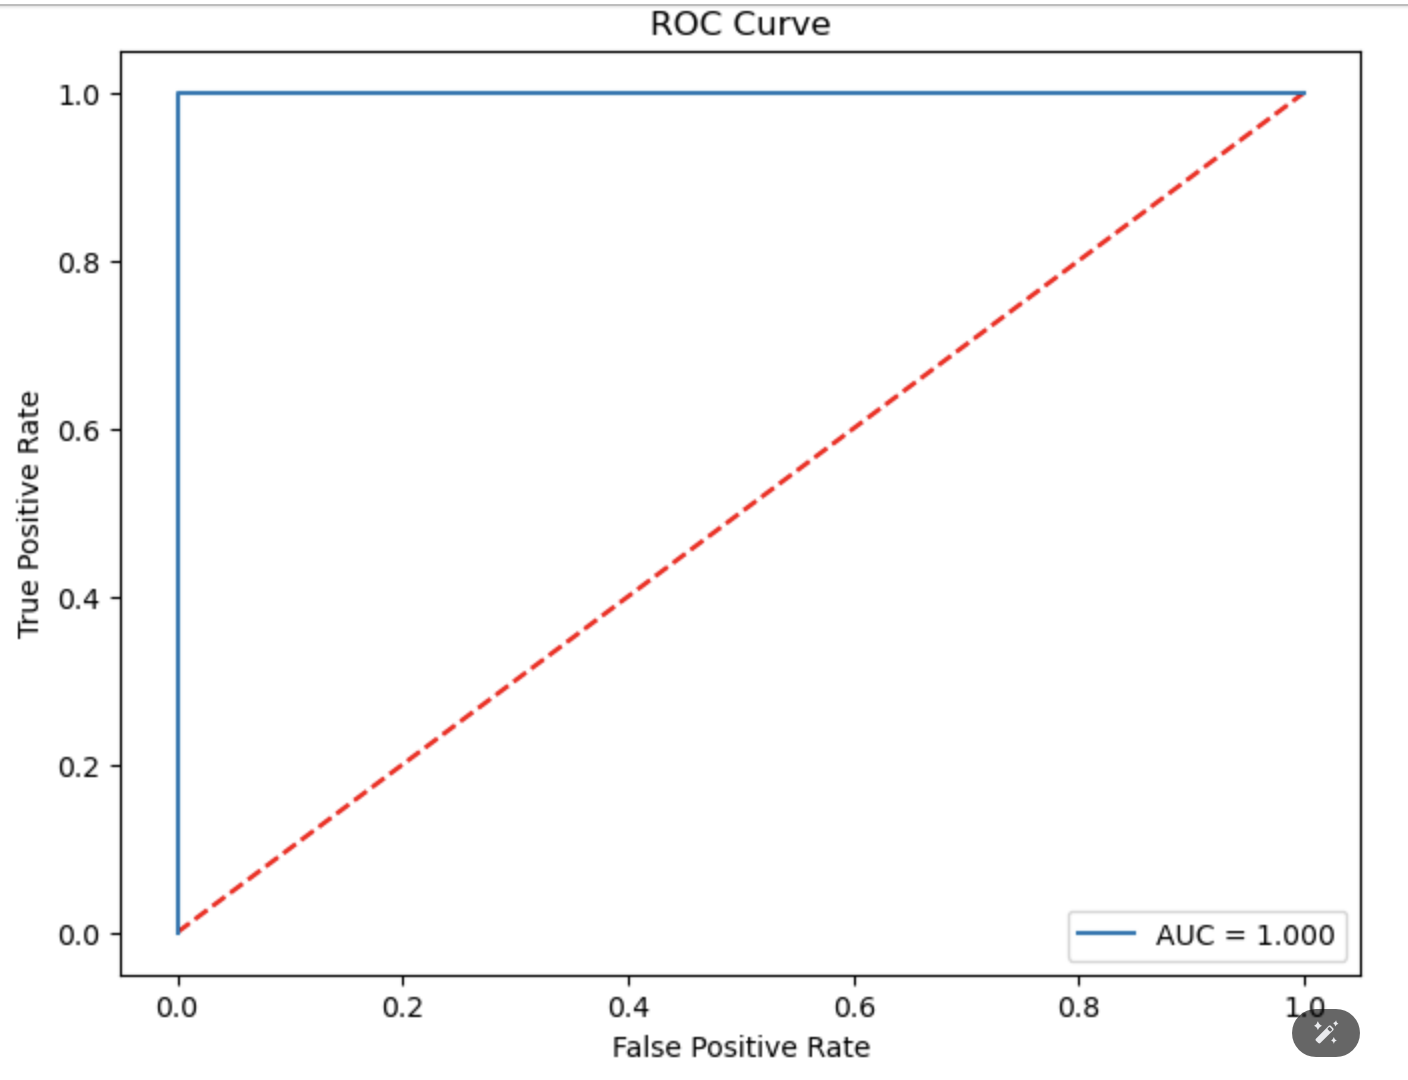 ROC Curve
1.0
0.8
0.6
0.4
0.2
0.0
True Positive Rate
AUC = 1.000
0.0 0.2 0.4 0.6 0.8 1.0
False Positive Rate